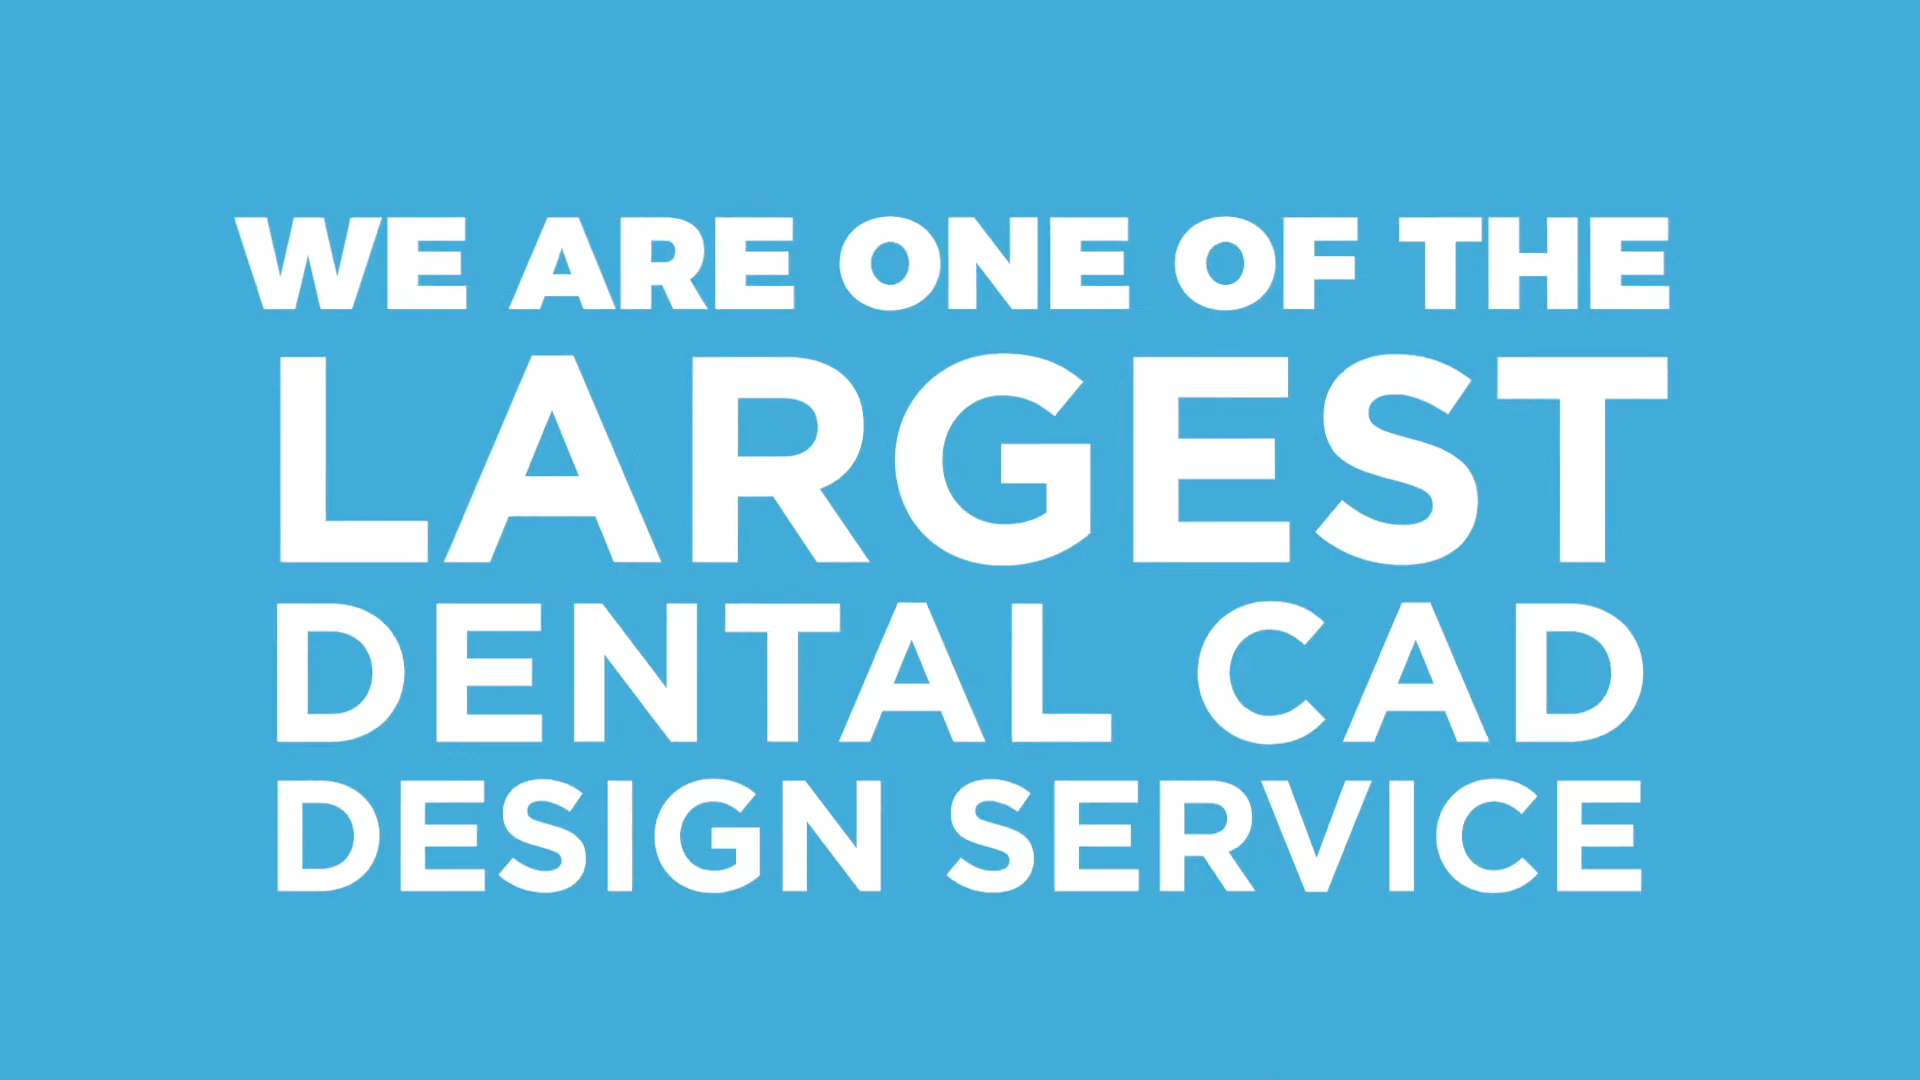 WE ARE ONE OF THE
LARGEST
DENTAL CAD
DESIGN SERVICE